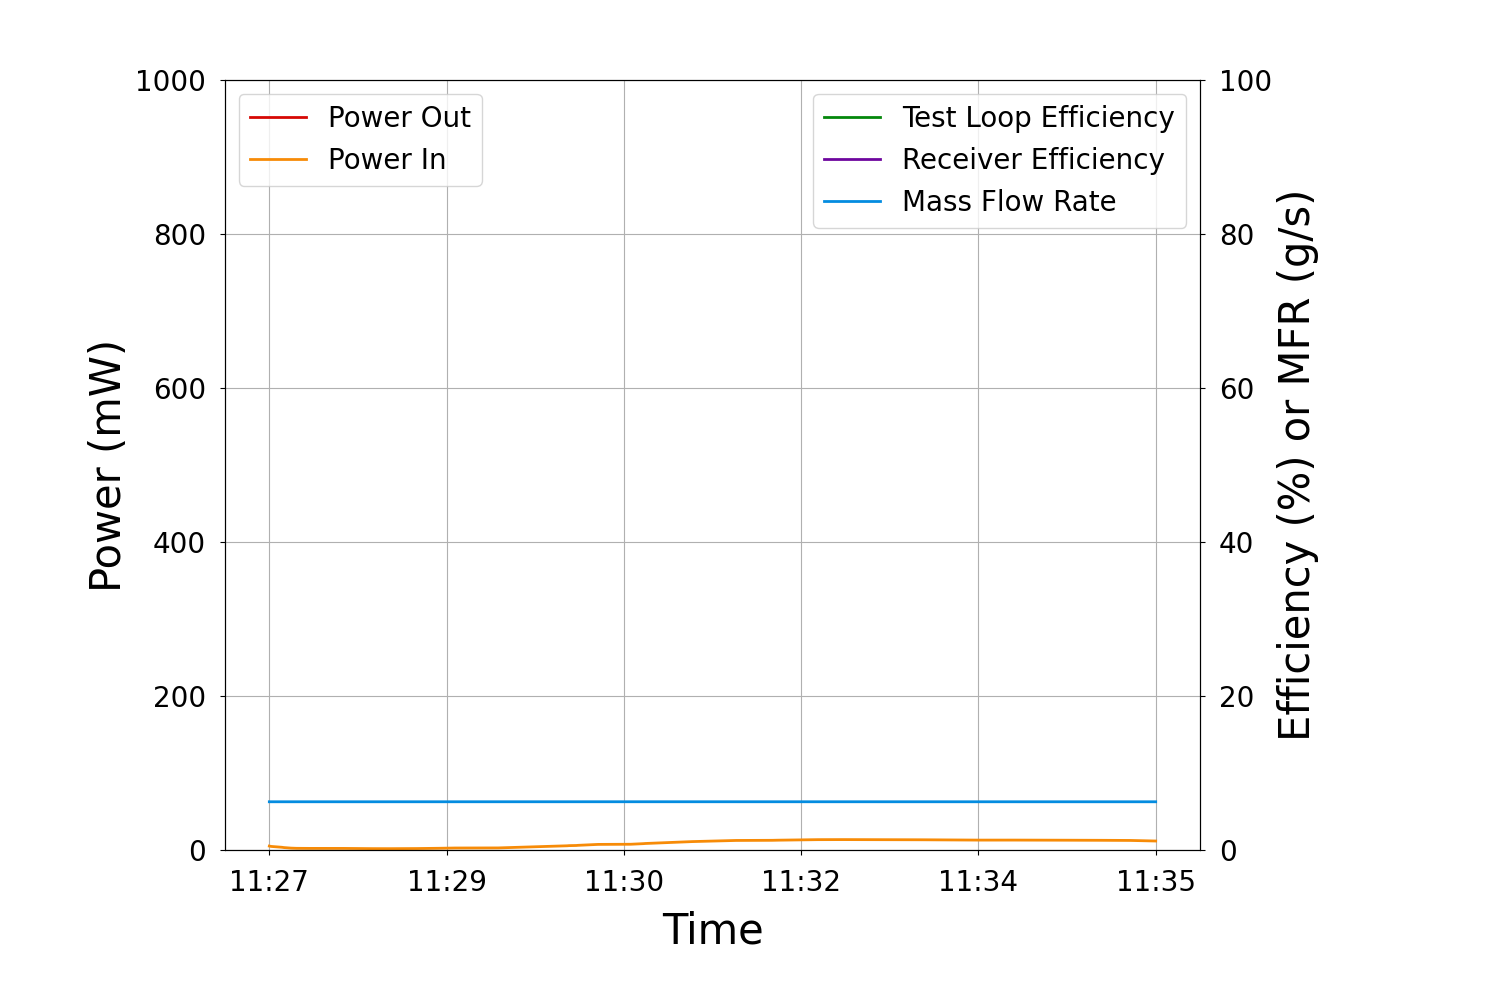 Power Out
Power In
Test Loop Efficiency
Receiver Efficiency
Mass Flow Rate
1000
800
600
400
200
0
Power (mW)
100
80
60
40
20
0
Efficiency (%) or MFR (g/s)
11:27 11:29 11:30 11:32 11:34 11:35
Time